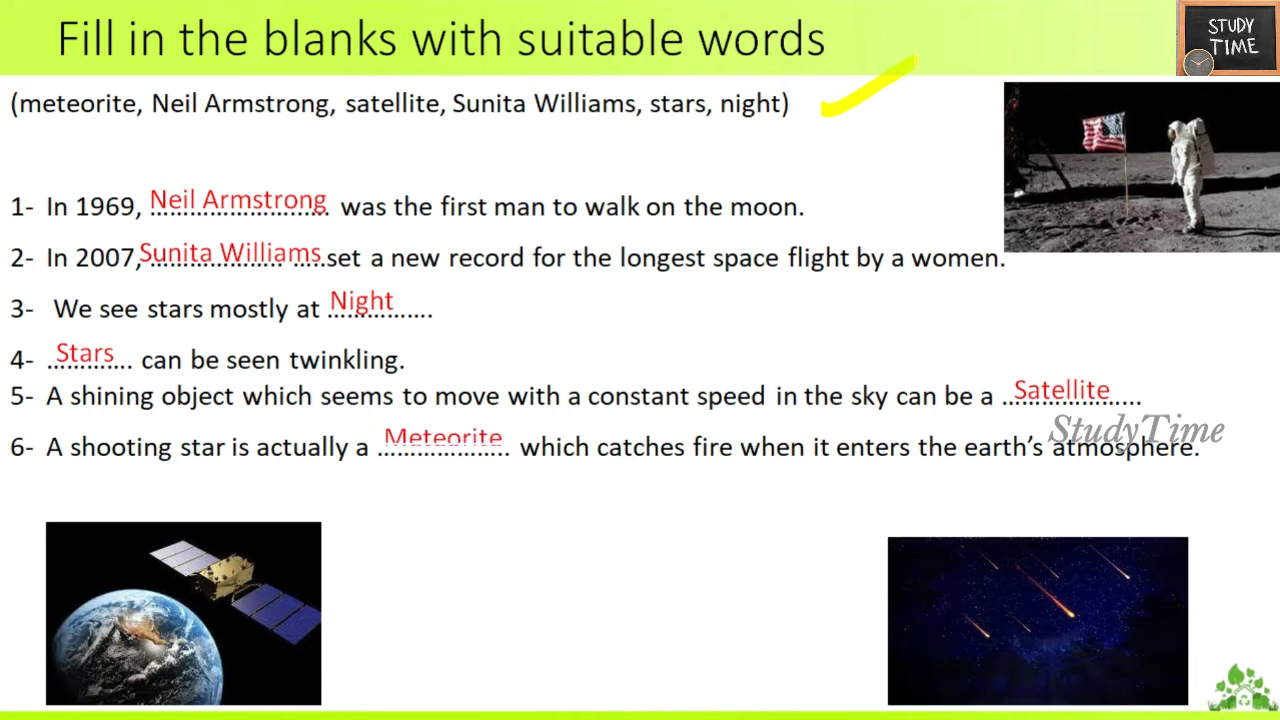 Fill in the blanks with suitable words
STUDY
TIME
(meteorite, Neil Armstrong, satellite, Sunita Williams, stars, night)
1- In 1969, Neil Armstrong was the first man to walk on the moon.
2- In 2007, Sunita Williams set a new record for the longest space flight by a women.
3- We see stars mostly at Night
4- Stars can be seen twinkling.
5- A shining object which seems to move with a constant speed in the sky can be a Satellite
StudyTime
6- A shooting star is actually a Meteorite which catches fire when it enters the earth’s atmosphere.